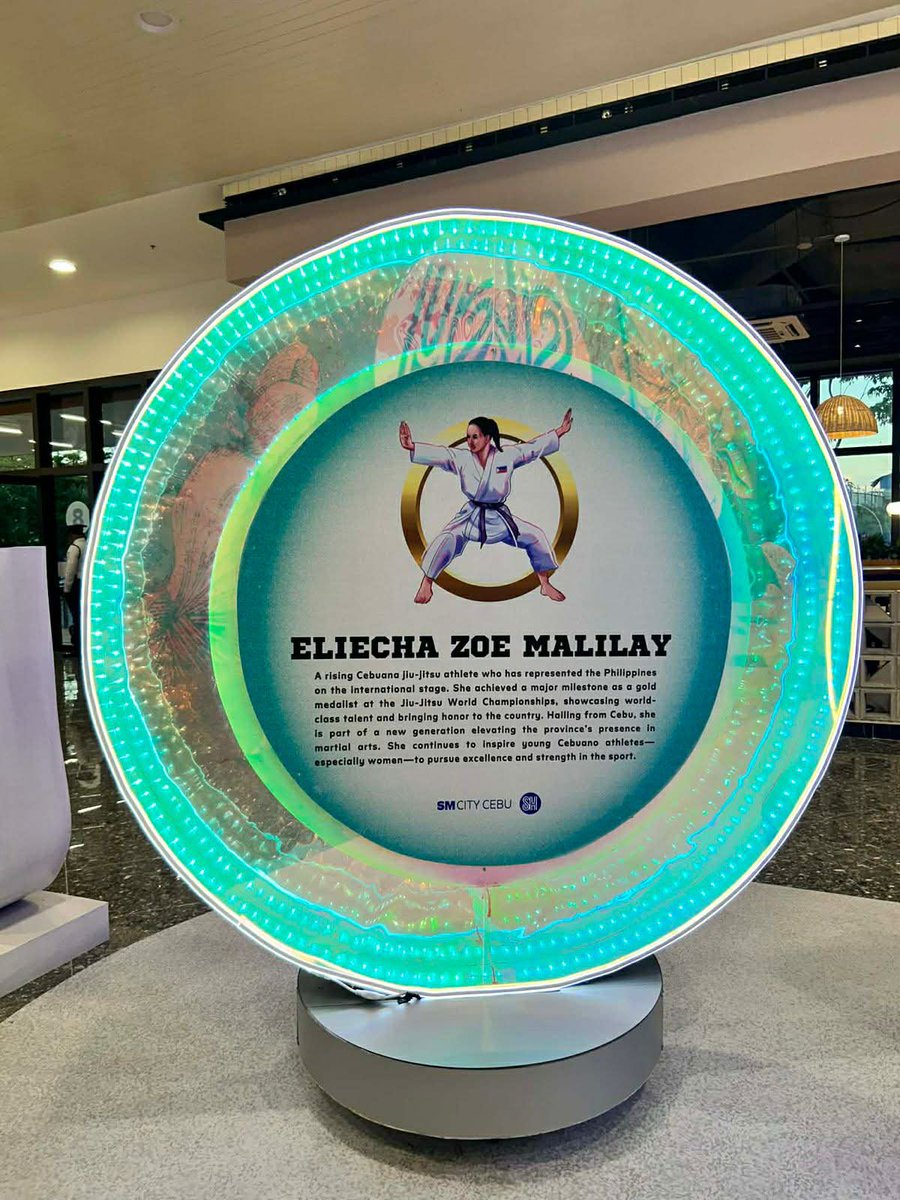 ELIECHA ZOE MALILAY
A rising Cebuana jiu-jitsu athlete who has represented the Philippines
on the international stage. She achieved a major milestone as a gold
medalist at the Jiu-Jitsu World Championships, showcasing world-
class talent and bringing honor to the country. Hailing from Cebu, she
is part of a new generation elevating the province's presence in
martial arts. She continues to inspire young Cebuano athletes—
especially women—to pursue excellence and strength in the sport.
SM CITY CEBU SM
8